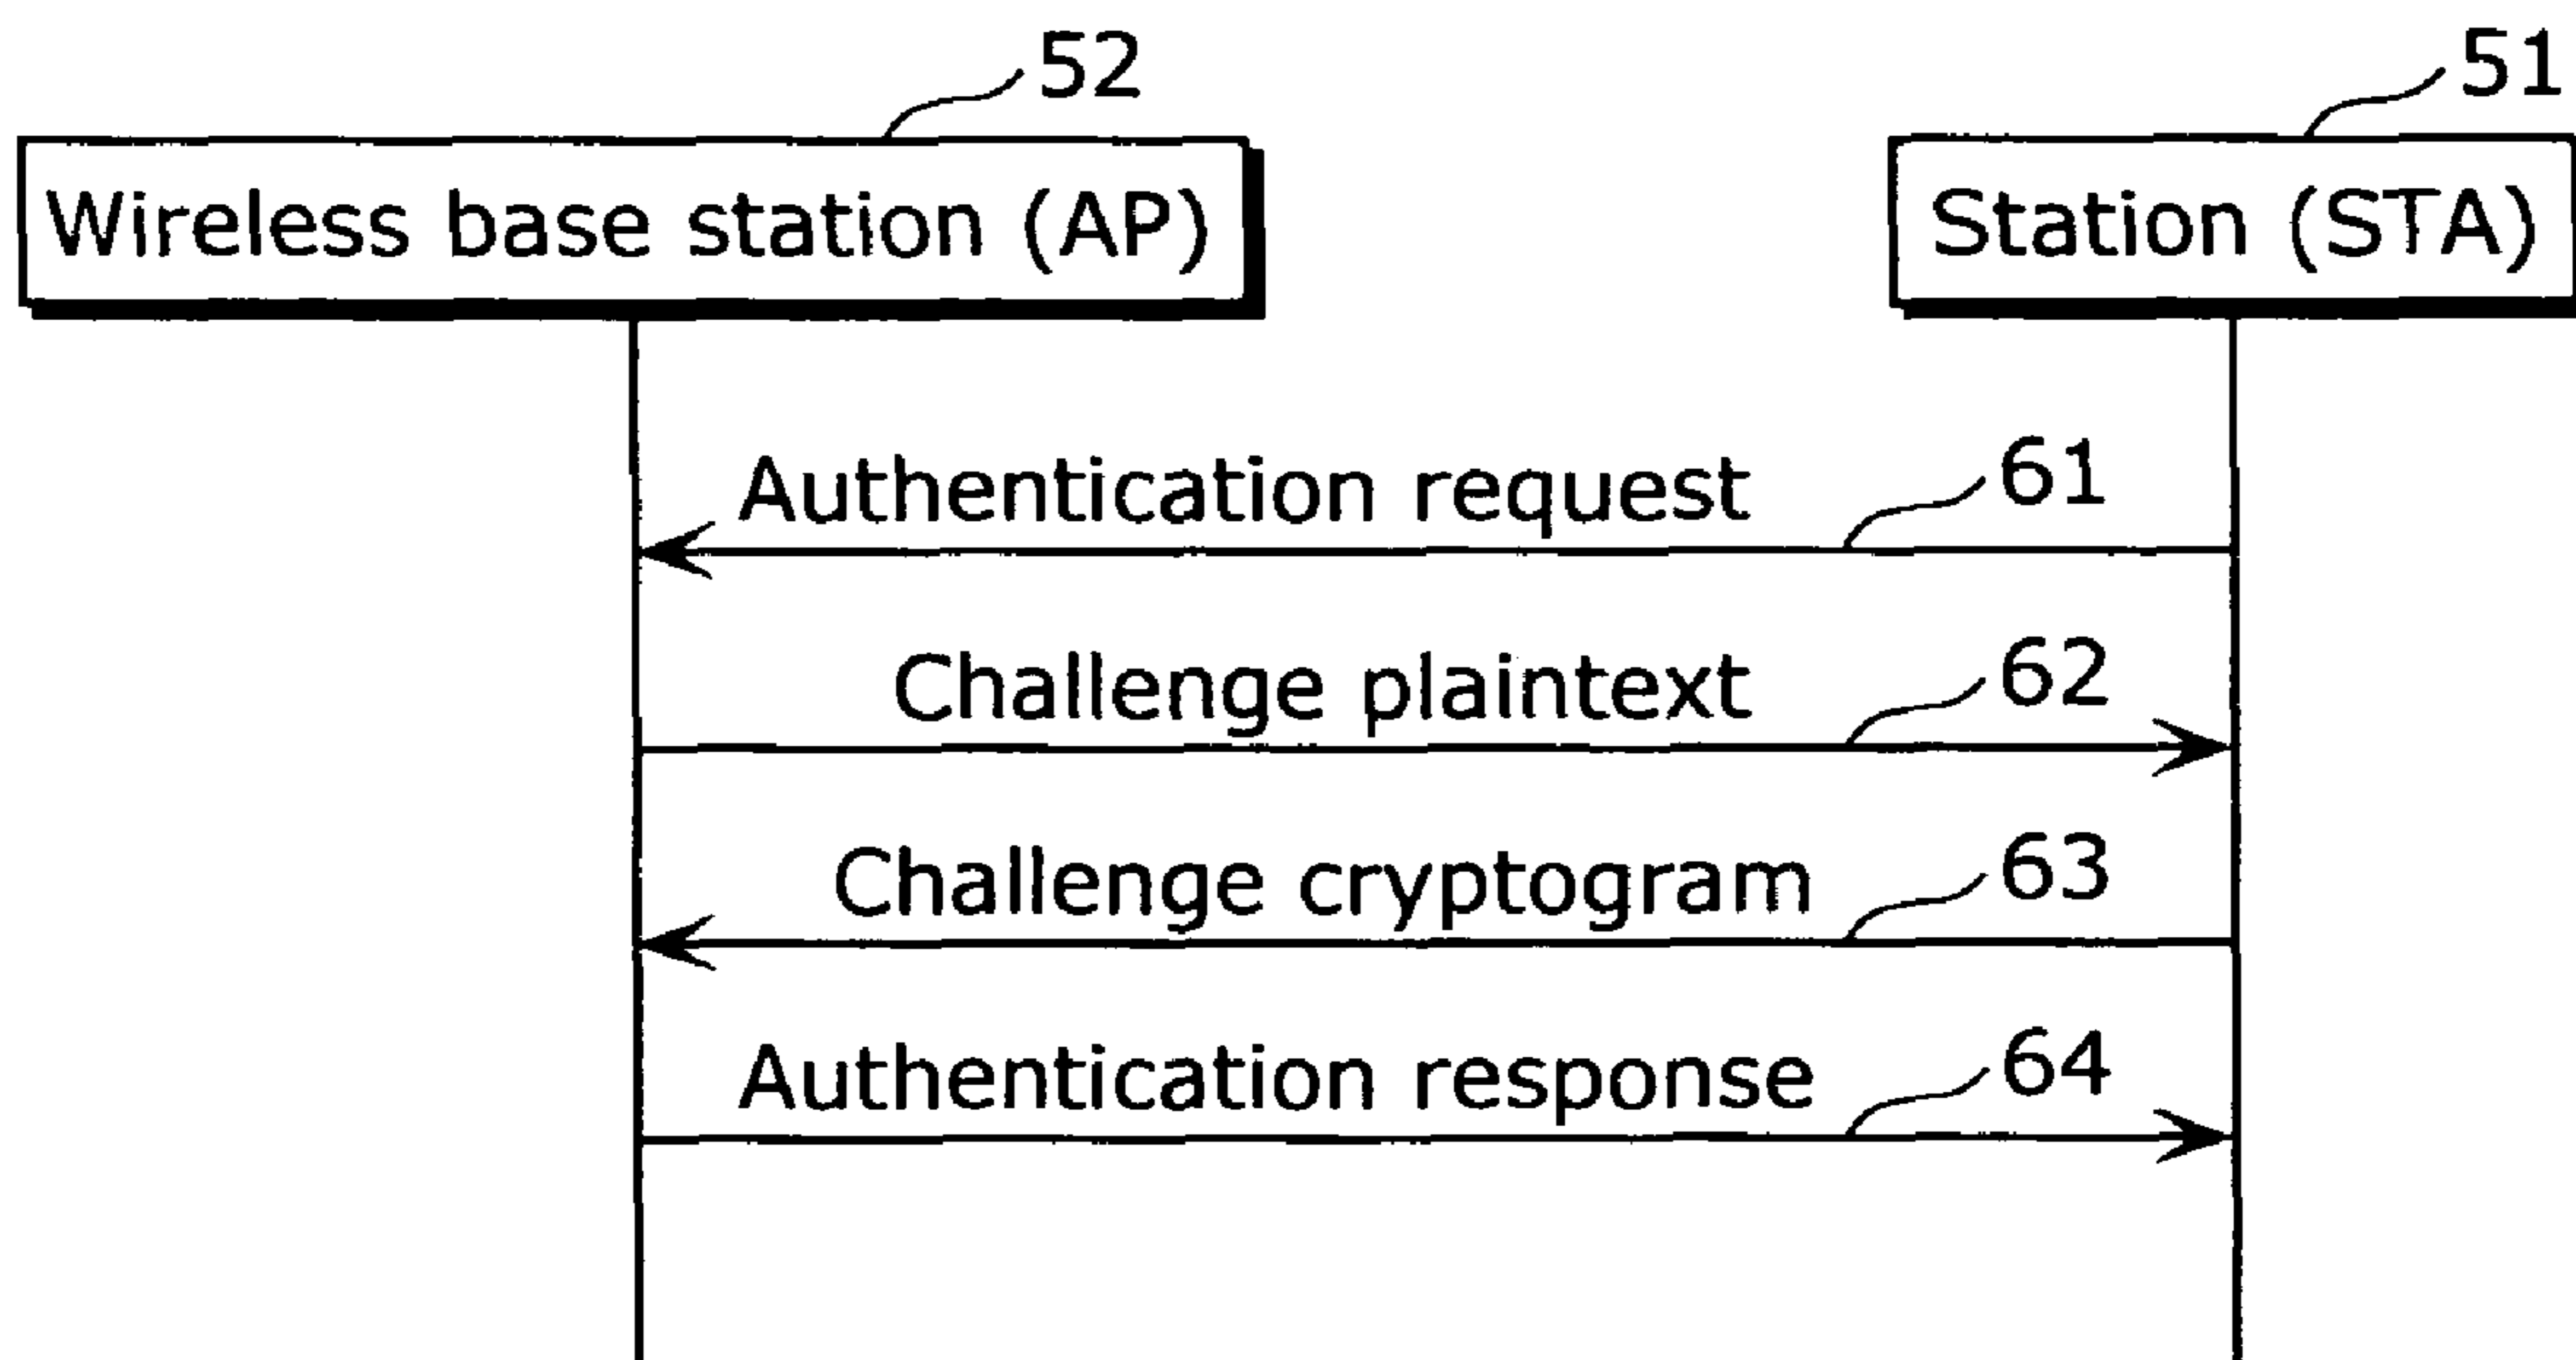 52
51
Wireless base station (AP)
Station (STA)
Authentication request
61
Challenge plaintext
62
Challenge cryptogram
63
Authentication response
64